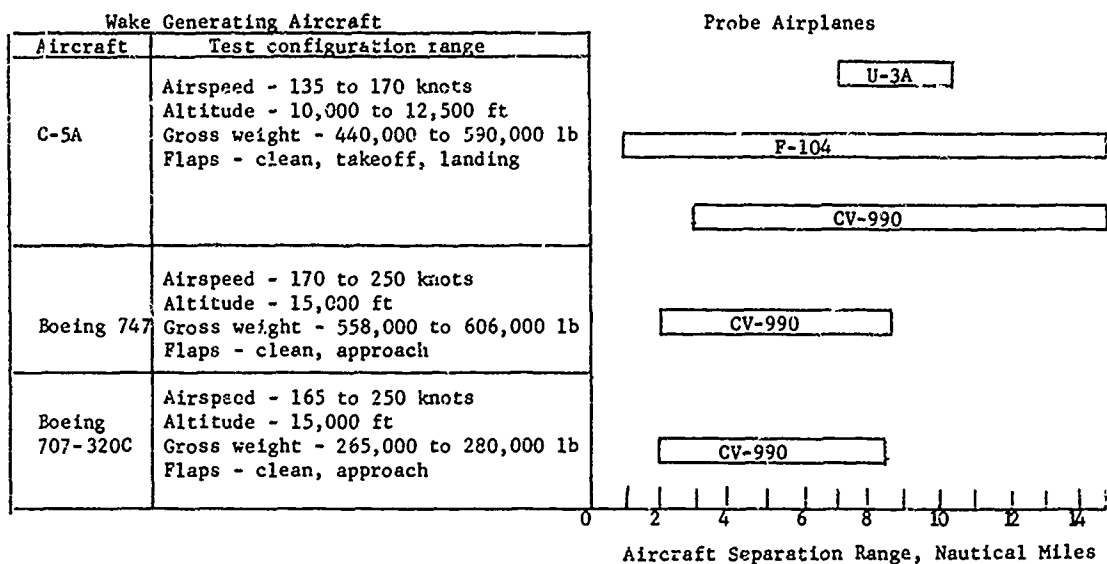 Wake Generating Aircraft
Probe Airplanes
Aircraft Test configuration range
C-5A
Airspeed - 135 to 170 knots
Altitude - 10,000 to 12,500 ft
Gross weight - 440,000 to 590,000 lb
Flaps - clean, takeoff, landing
U-3A
F-104
CV-990
Boeing 747
Airspeed - 170 to 250 knots
Altitude - 15,000 ft
Gross weight - 558,000 to 606,000 lb
Flaps - clean, approach
CV-990
Boeing
707-320C
Airspeed - 165 to 250 knots
Altitude - 15,000 ft
Gross weight - 265,000 to 280,000 lb
Flaps - clean, approach
CV-990
0 2 4 6 8 10 12 14
Aircraft Separation Range, Nautical Miles